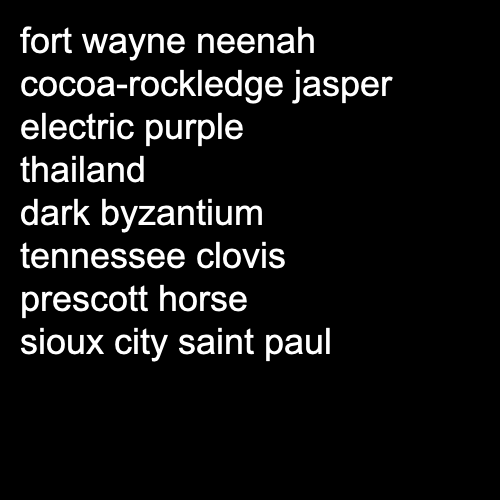 fort wayne neenah
cocoa-rockledge jasper
electric purple
thailand
dark byzantium
tennessee clovis
prescott horse
sioux city saint paul